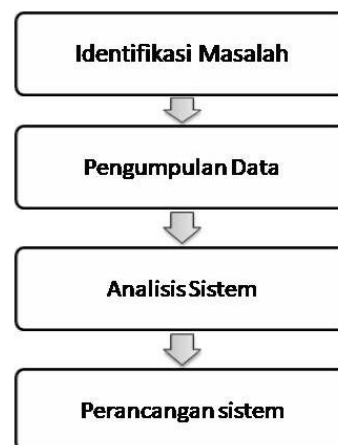 Identifikasi Masalah
Pengumpulan Data
Analisis Sistem
Perancangan sistem